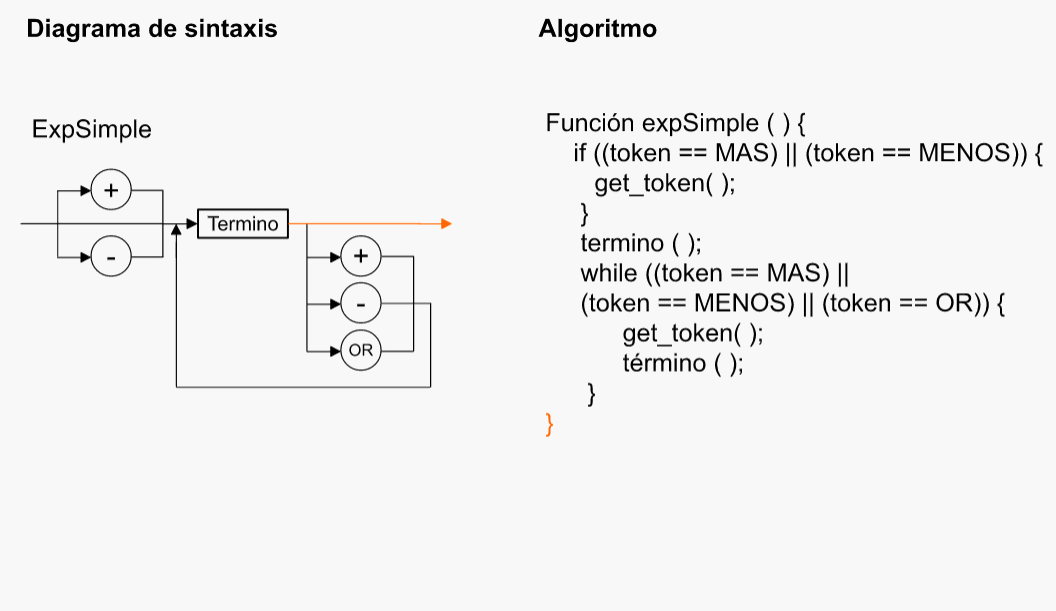 Diagrama de sintaxis
Algoritmo
ExpSimple
+
-
Termino
+
-
OR
Función expSimple ( ) {
if ((token == MAS) || (token == MENOS)) {
get_token( );
}
termino ( );
while ((token == MAS) ||
(token == MENOS) || (token == OR)) {
get_token( );
término ( );
}
}